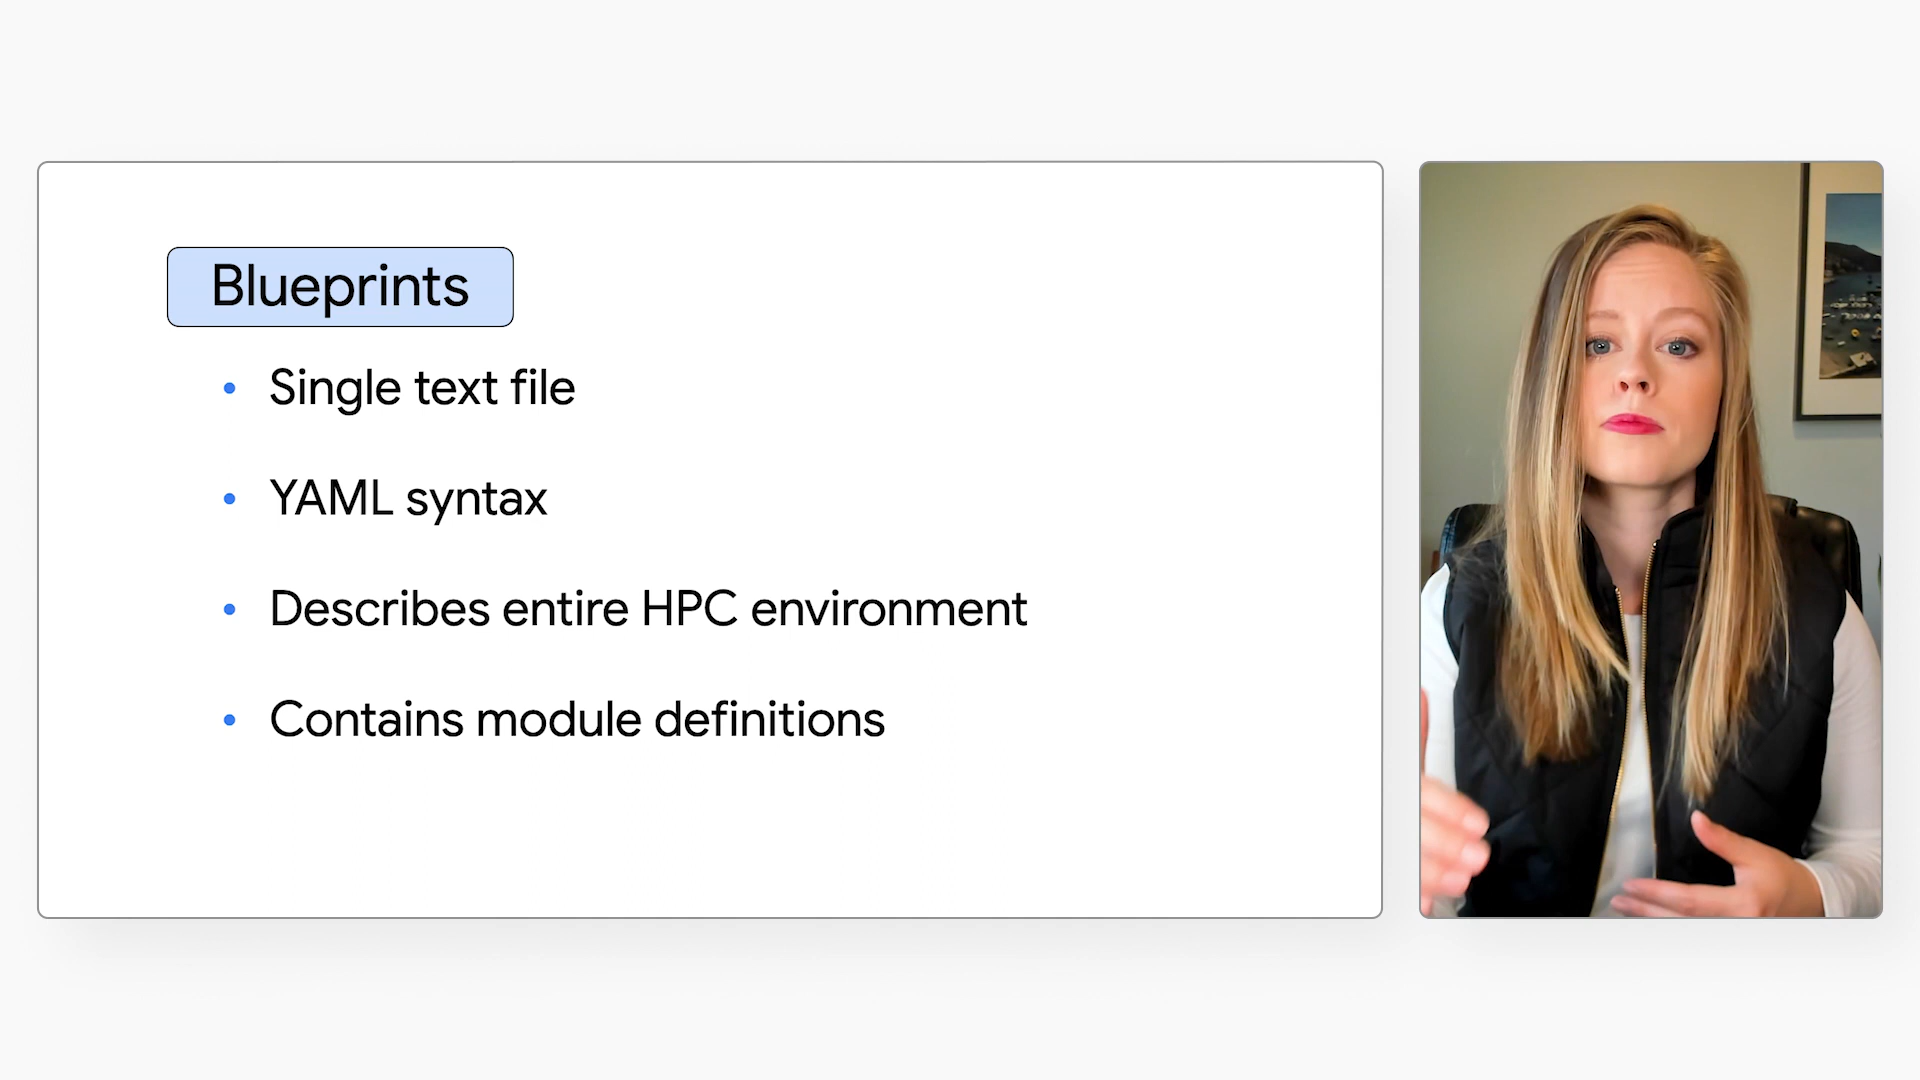 Blueprints
Single text file
YAML syntax
Describes entire HPC environment
Contains module definitions